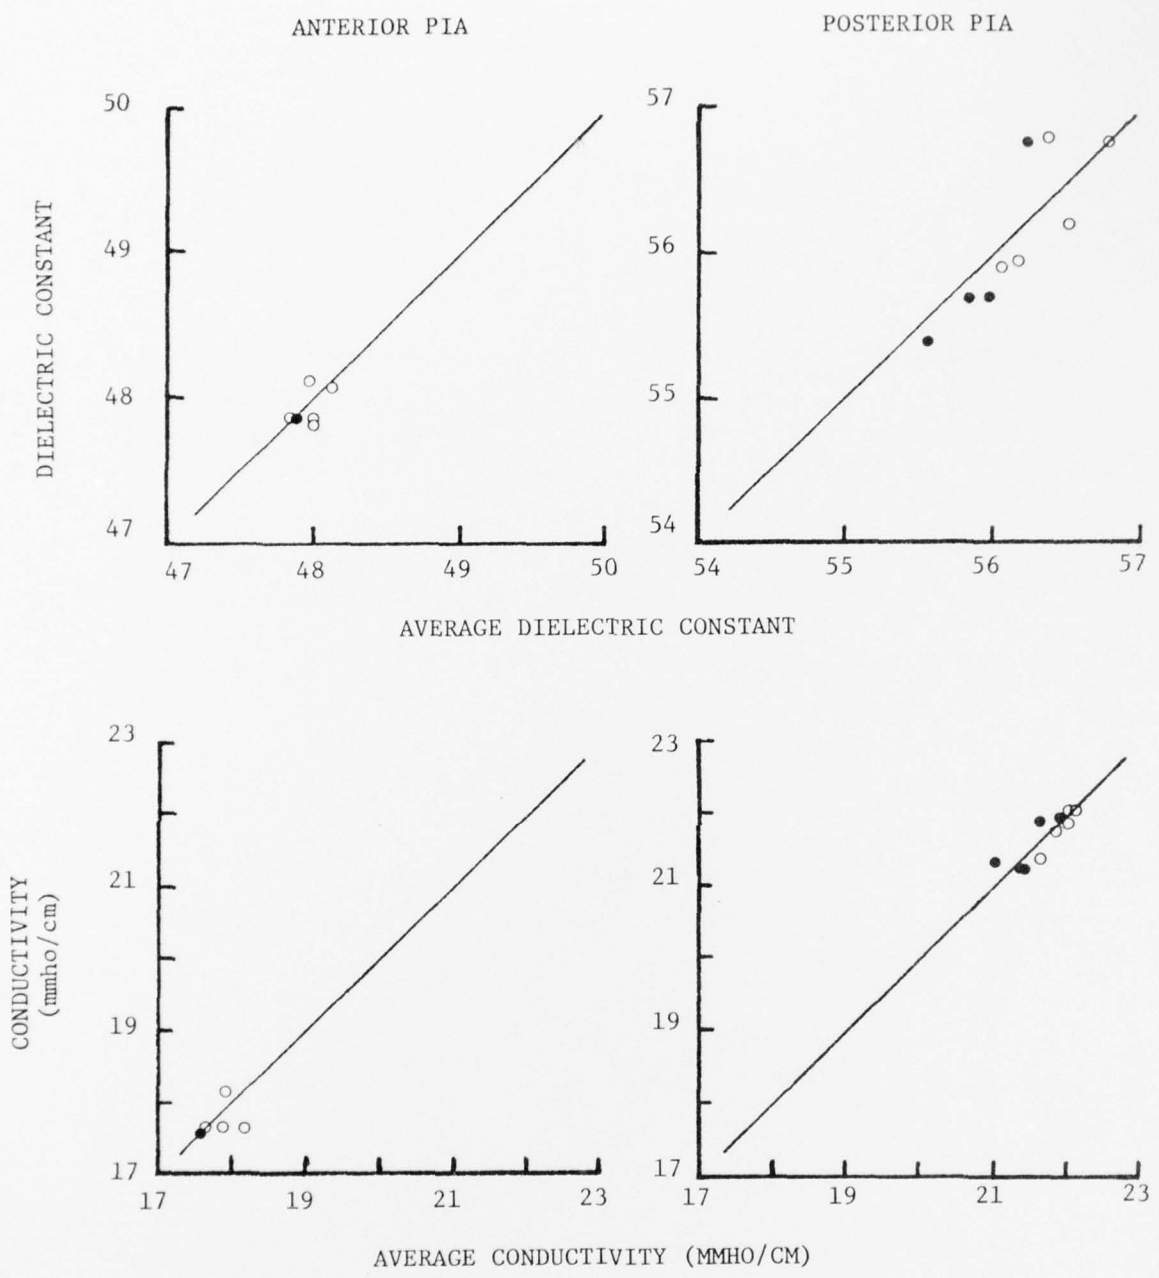 ANTERIOR PIA
POSTERIOR PIA
DIELECTRIC CONSTANT
50
49
48
47
47 48 49 50
57
56
55
54
54 55 56 57
AVERAGE DIELECTRIC CONSTANT
CONDUCTIVITY
(mmho/cm)
23
21
19
17
17 19 21 23
23
21
19
17
17 19 21 23
AVERAGE CONDUCTIVITY (MMHO/CM)